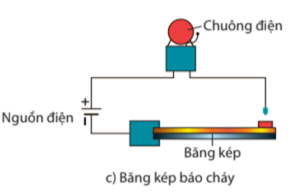 Chuông điện
+
Nguồn điện
Băng kép
c) Băng kép báo cháy